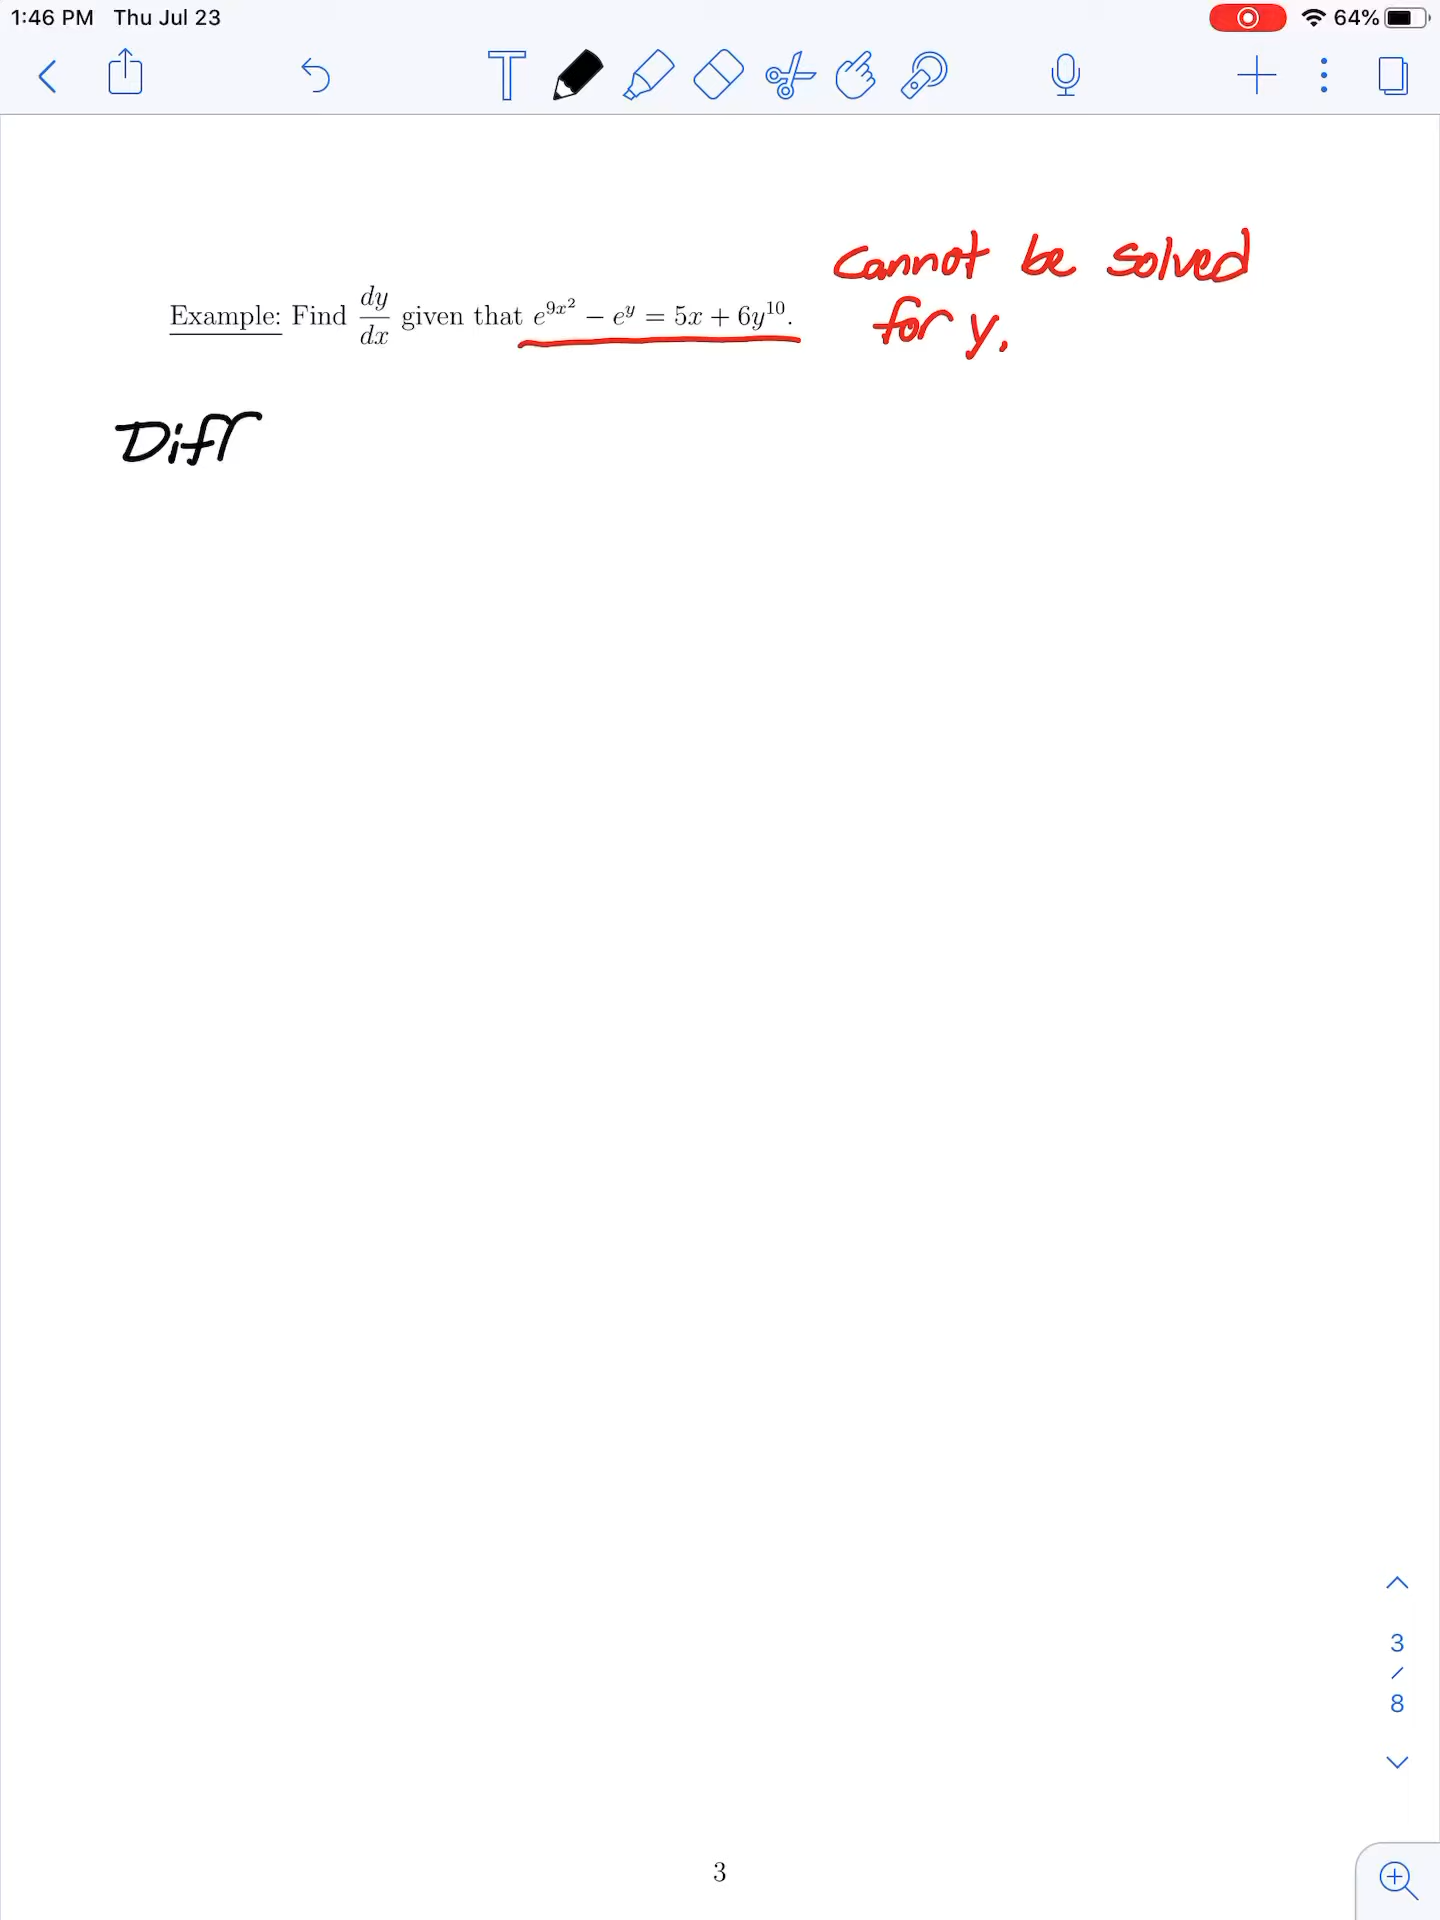 1:46 PM Thu Jul 23 64%
T
cannot be solved
for y.
Example: Find dy/dx given that e^{9x^2} − e^y = 5x + 6y^{10}.
Diff
3
/
8
3